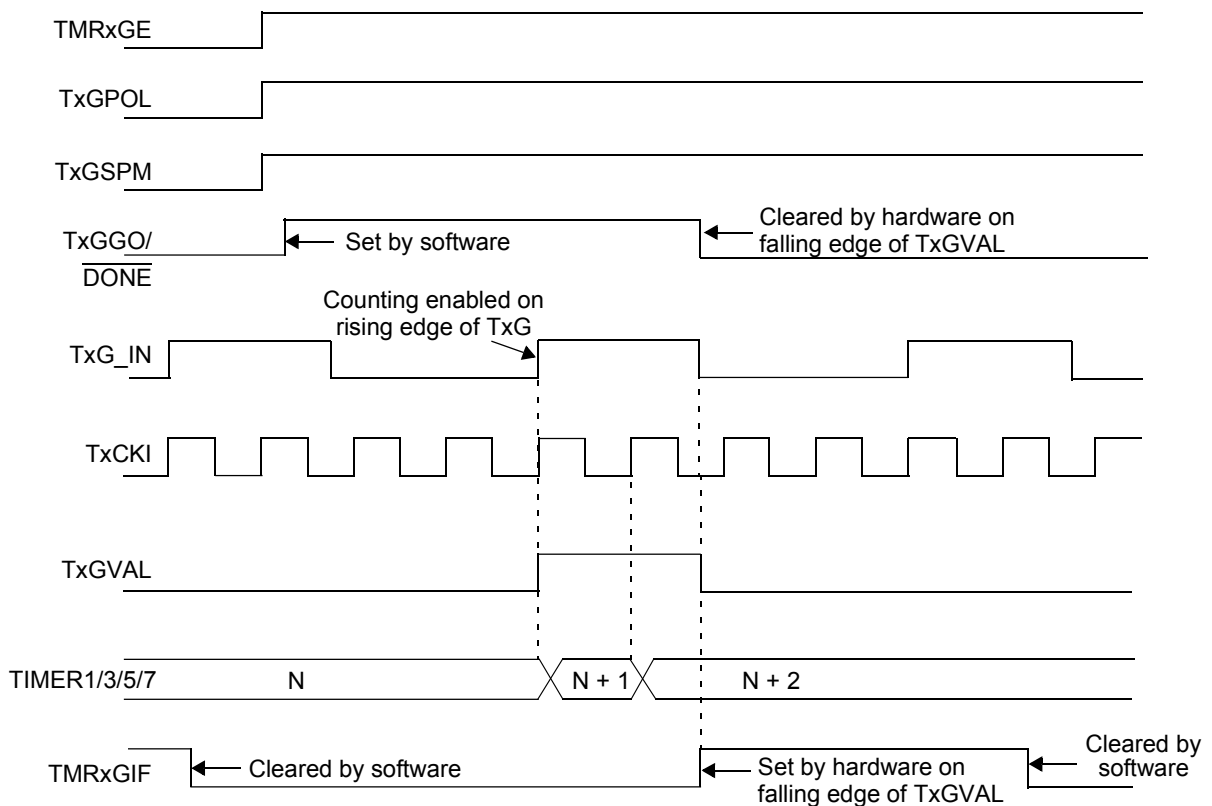 TMRxGE
TxGPOL
TxGSPM
TxGGO/
DONE
Set by software
Cleared by hardware on
falling edge of TxGVAL
Counting enabled on
rising edge of TxG
TxG_IN
TxCKI
TxGVAL
TIMER1/3/5/7
N
N + 1
N + 2
TMRxGIF
Cleared by software
Set by hardware on
falling edge of TxGVAL
Cleared by
software